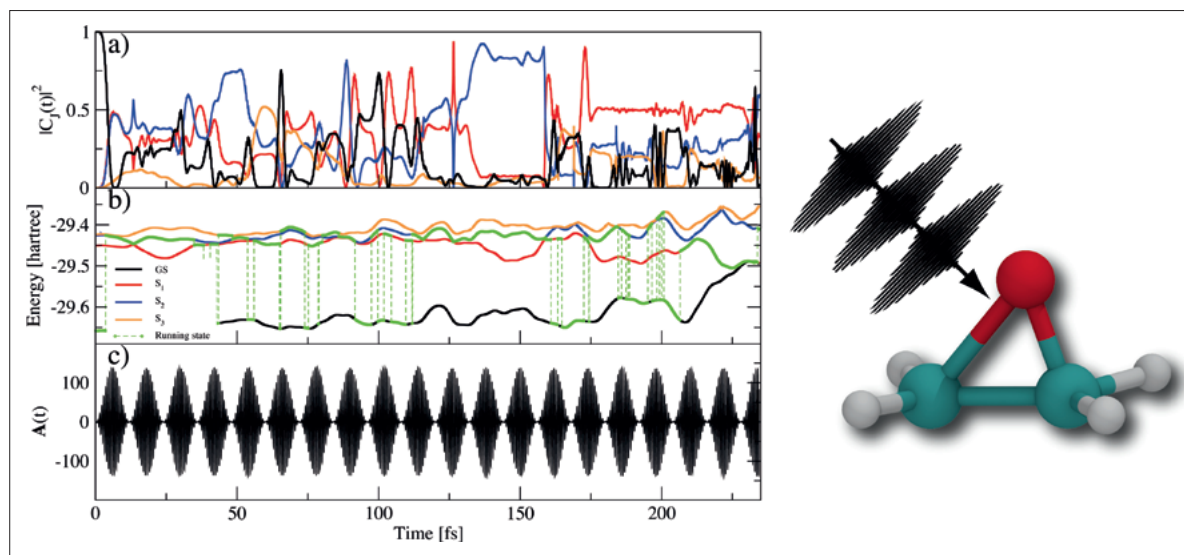 a)
|C_J(t)|²
1
0.5
0
b)
Energy [hartree]
-29.4
-29.5
-29.6
GS
S₁
S₂
S₃
Running state
c)
A(t)
100
0
-100
0 50 100 150 200
Time [fs]